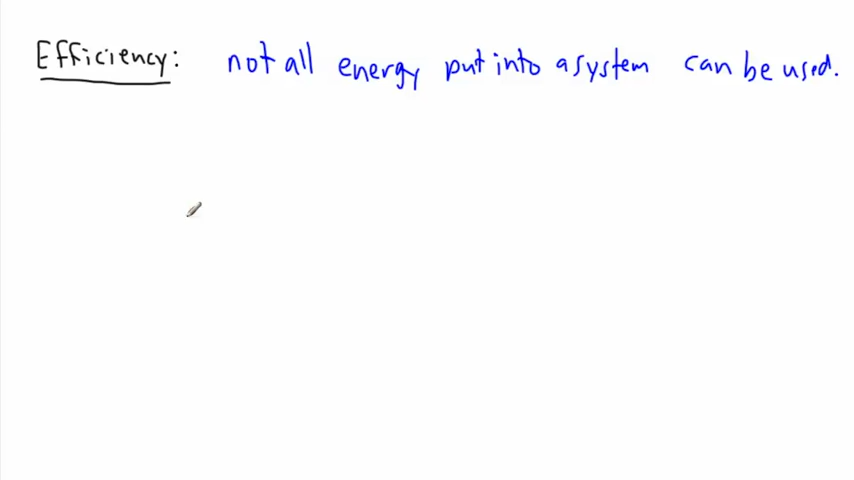 Efficiency: not all energy put into a system can be used.